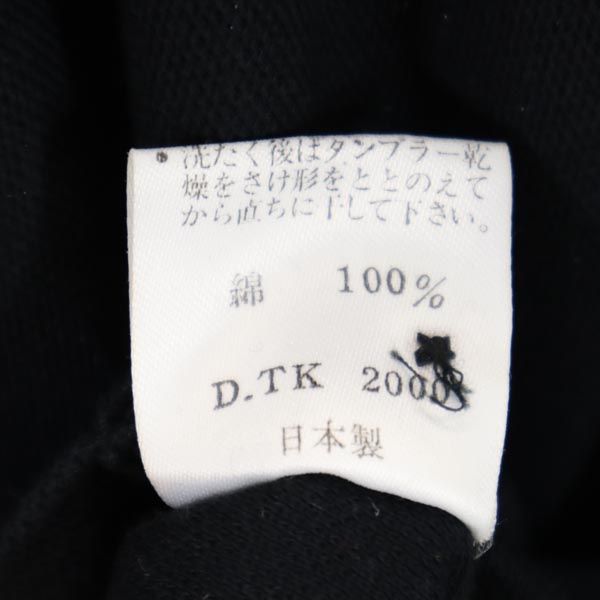 ・洗たく後はタンブラー乾
燥をさけ形をととのえて
から直ちに干して下さい。
綿 100%
D.TK 2000
日本製